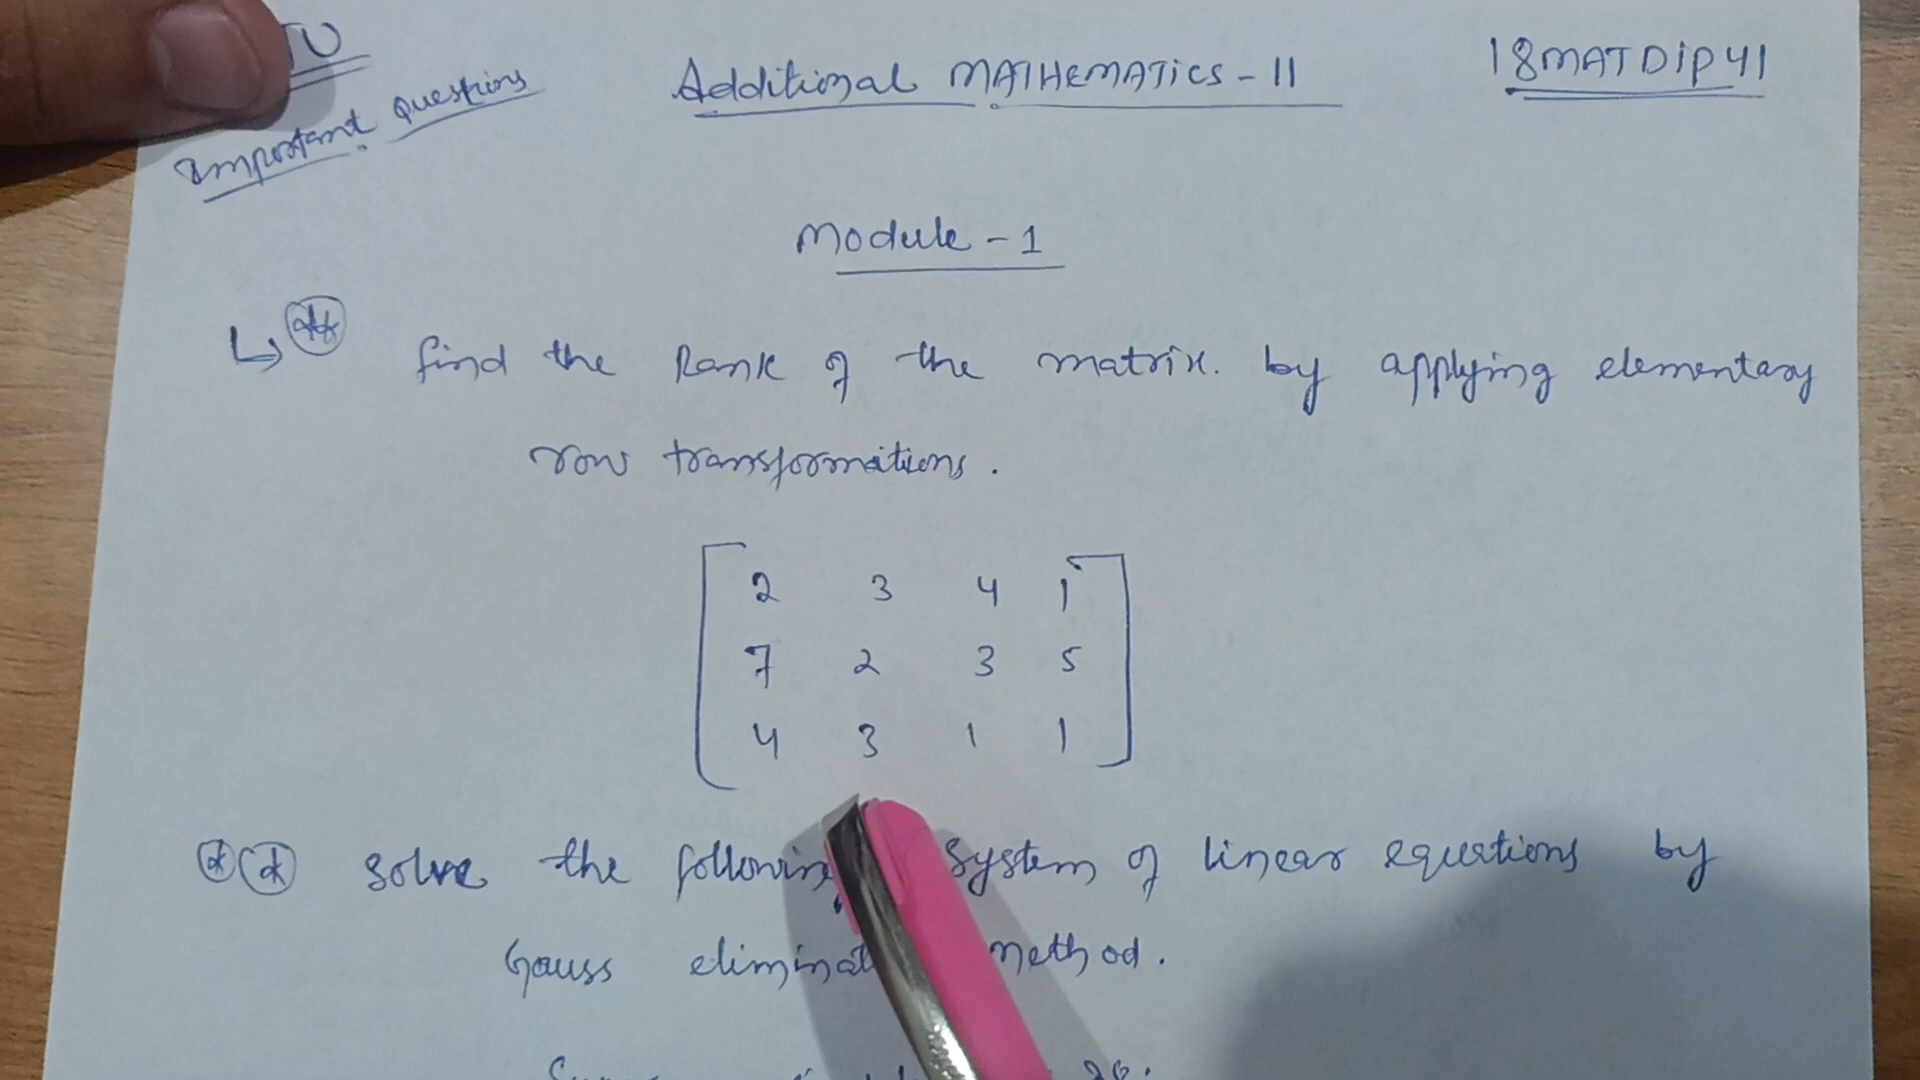 TU
Important Questions
Additional MATHEMATICS - II
18MATDIP41
Module - 1
find the Rank of the matrix. by applying elementary
row transformations.
2 3 4 1
7 2 3 5
4 3 1 1
Solve the following System of linear equations by
Gauss eliminat method.